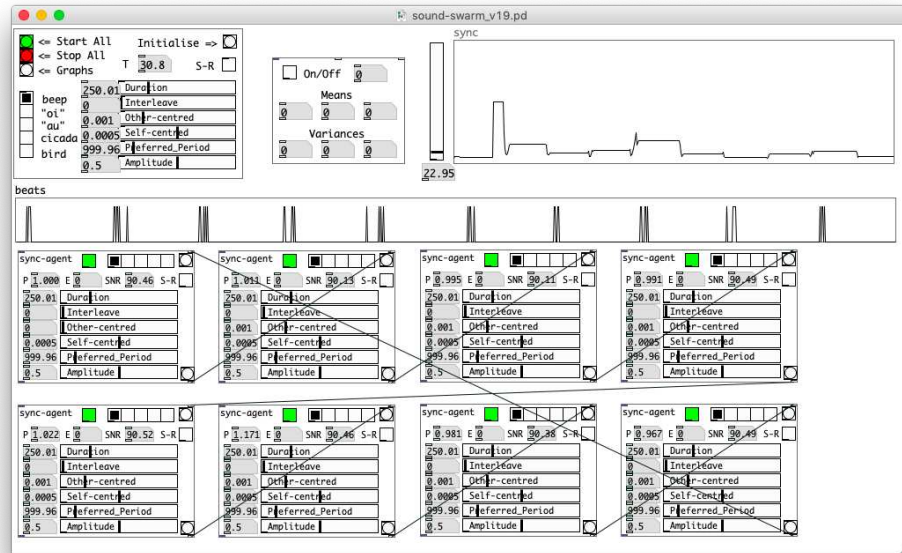 sound-swarm_v19.pd
<= Start All Initialise =>
<= Stop All
<= Graphs T 30.8 S-R
beep
"oi"
"au"
cicada
bird
250.01 Duration
0 Interleave
0.001 Other-centred
0.0005 Self-centred
999.96 Preferred_Period
0.5 Amplitude
On/Off 0
Means
0 0 0
Variances
0 0 0
22.95
sync
beats
sync-agent
P 1.000 E 0 SNR 90.46 S-R
250.01 Duration
0 Interleave
0 Other-centred
0.0005 Self-centred
999.96 Preferred_Period
0.5 Amplitude
sync-agent
P 1.011 E 0 SNR 90.13 S-R
250.01 Duration
0 Interleave
0.001 Other-centred
0.0005 Self-centred
999.96 Preferred_Period
0.5 Amplitude
sync-agent
P 0.995 E 0 SNR 90.11 S-R
250.01 Duration
0 Interleave
0.001 Other-centred
0.0005 Self-centred
999.96 Preferred_Period
0.5 Amplitude
sync-agent
P 0.991 E 0 SNR 90.49 S-R
250.01 Duration
0 Interleave
0.001 Other-centred
0.0005 Self-centred
999.96 Preferred_Period
0.5 Amplitude
sync-agent
P 1.022 E 0 SNR 90.52 S-R
250.01 Duration
0 Interleave
0.001 Other-centred
0.0005 Self-centred
999.96 Preferred_Period
0.5 Amplitude
sync-agent
P 1.171 E 0 SNR 90.46 S-R
250.01 Duration
0 Interleave
0.001 Other-centred
0.0005 Self-centred
999.96 Preferred_Period
0.5 Amplitude
sync-agent
P 0.981 E 0 SNR 90.38 S-R
250.01 Duration
0 Interleave
0.001 Other-centred
0.0005 Self-centred
999.96 Preferred_Period
0.5 Amplitude
sync-agent
P 0.967 E 0 SNR 90.49 S-R
250.01 Duration
0 Interleave
0.001 Other-centred
0.0005 Self-centred
999.96 Preferred_Period
0.5 Amplitude